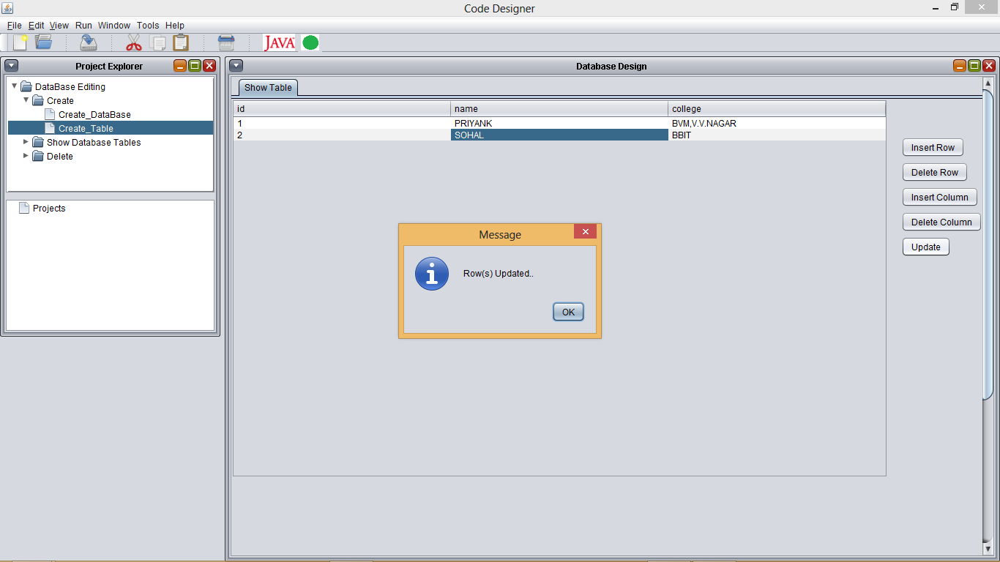 Code Designer
File Edit View Run Window Tools Help
JAVA
Project Explorer
DataBase Editing
Create
Create_DataBase
Create_Table
Show Database Tables
Delete
Projects
Database Design
Show Table
id name college
1 PRIYANK BVM,V.V.NAGAR
2 SOHAL BBIT
Insert Row
Delete Row
Insert Column
Delete Column
Update
Message
Row(s) Updated..
OK